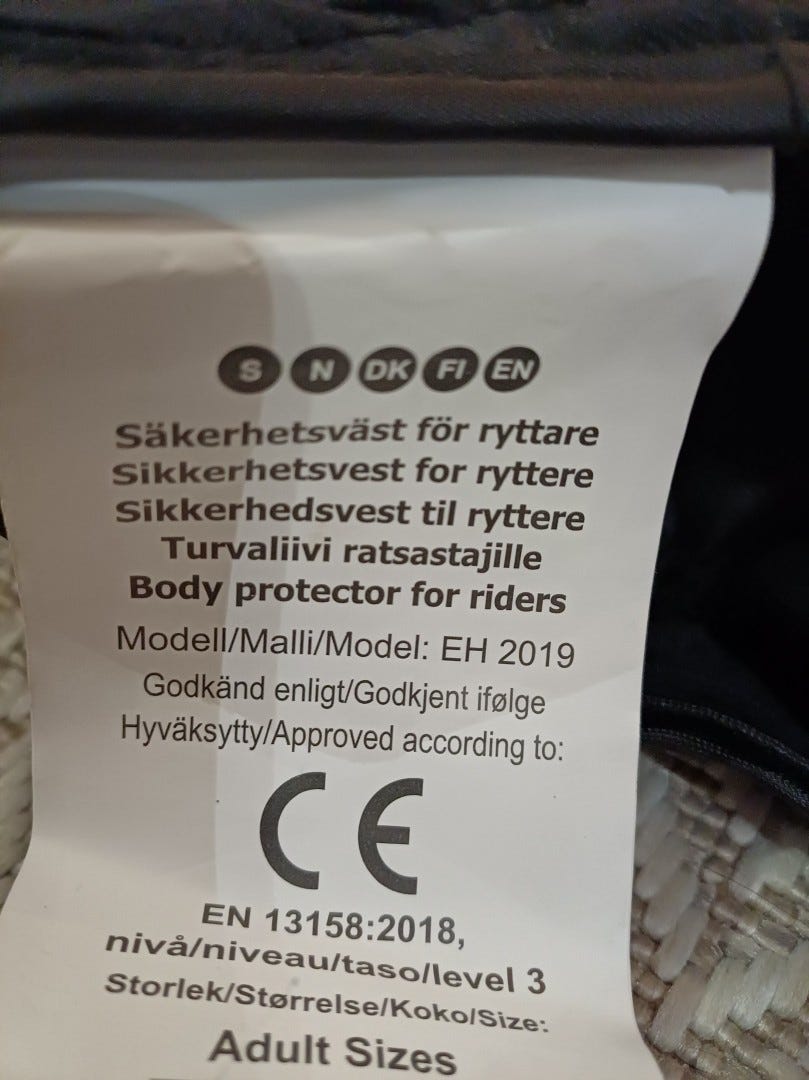 S N DK FI EN
Säkerhetsväst för ryttare
Sikkerhetsvest for ryttere
Sikkerhedsvest til ryttere
Turvaliivi ratsastajille
Body protector for riders
Modell/Malli/Model: EH 2019
Godkänd enligt/Godkjent ifølge
Hyväksytty/Approved according to:
CE
EN 13158:2018,
nivå/niveau/taso/level 3
Storlek/Størrelse/Koko/Size:
Adult Sizes